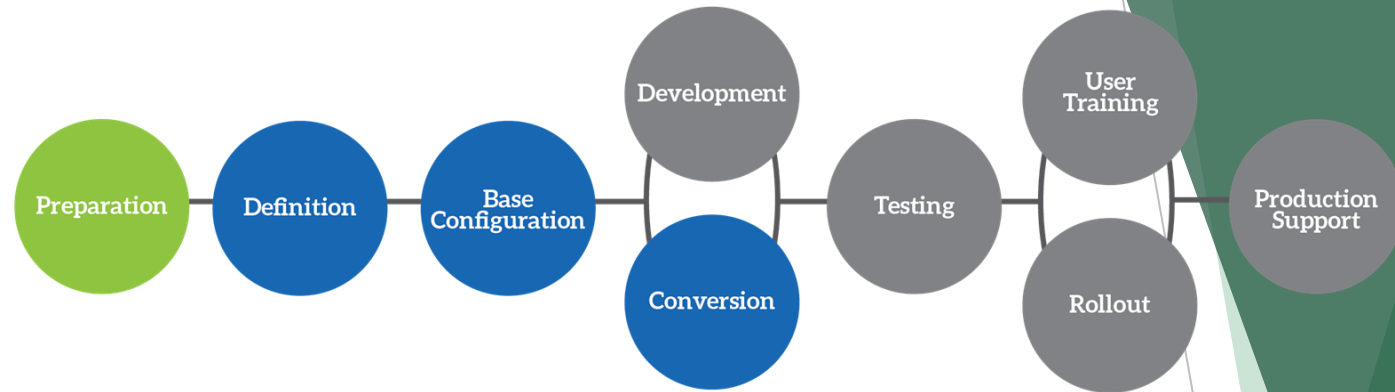 Preparation
Definition
Base
Configuration
Development
Conversion
Testing
User
Training
Rollout
Production
Support